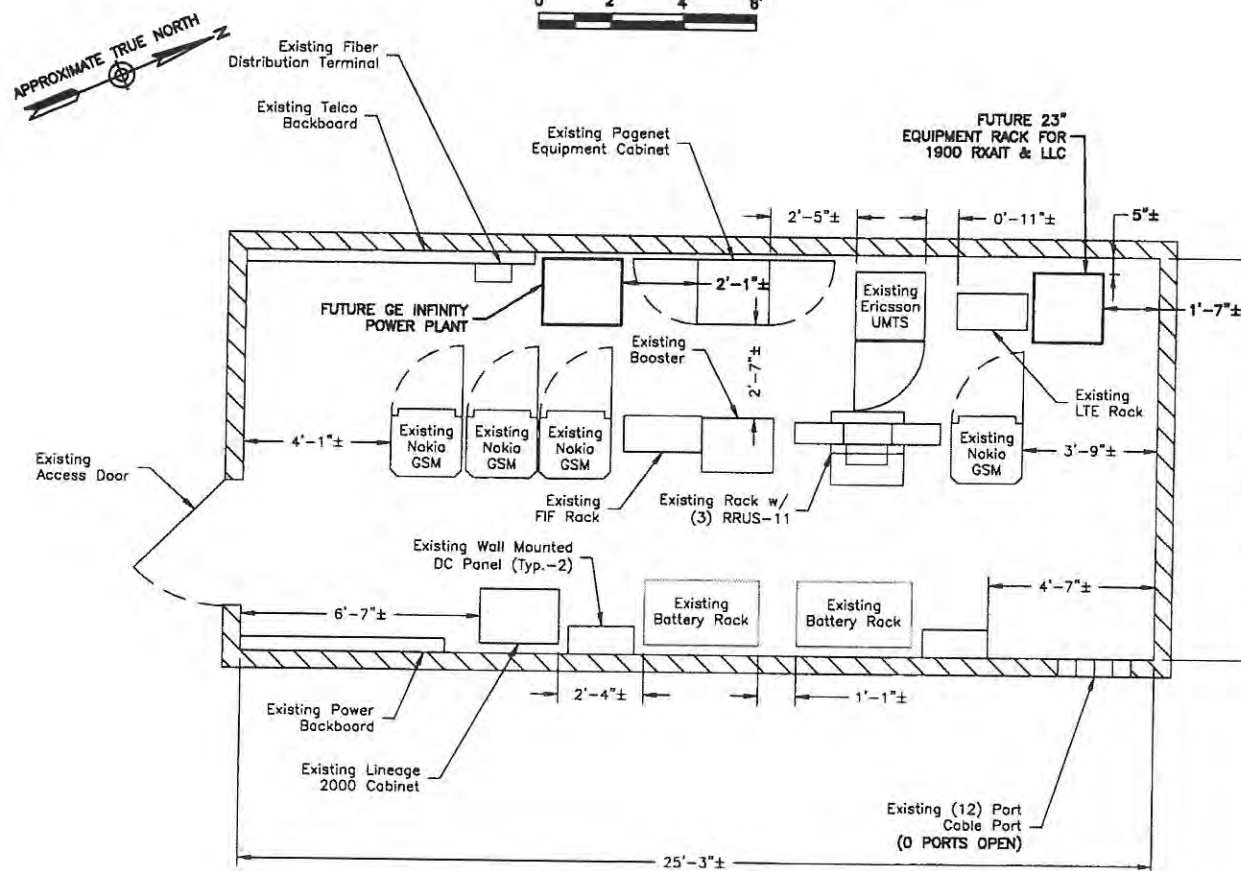 0 2 4 6'
APPROXIMATE TRUE NORTH
N
Existing Fiber
Distribution Terminal
Existing Telco
Backboard
Existing Pagenet
Equipment Cabinet
FUTURE 23"
EQUIPMENT RACK FOR
1900 RXAIT & LLC
2'-5"±
0'-11"±
5"±
FUTURE GE INFINITY
POWER PLANT
2'-1"±
Existing
Ericsson
UMTS
1'-7"±
Existing
Booster
2'-7"±
Existing
LTE Rack
4'-1"±
Existing
Nokia
GSM
Existing
Nokia
GSM
Existing
Nokia
GSM
Existing
Nokia
GSM
3'-9"±
Existing
Access Door
Existing
FIF Rack
Existing Rack w/
(3) RRUS-11
Existing Wall Mounted
DC Panel (Typ.-2)
6'-7"±
Existing
Battery Rack
Existing
Battery Rack
4'-7"±
2'-4"±
1'-1"±
Existing Power
Backboard
Existing Lineage
2000 Cabinet
Existing (12) Port
Cable Port
(0 PORTS OPEN)
25'-3"±